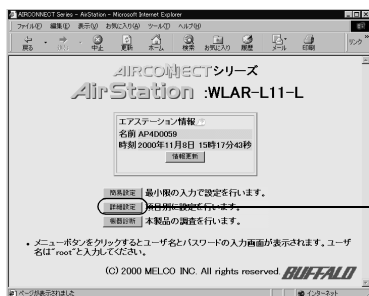 AIRCONNECT Series - AirStation - Microsoft Internet Explorer
ファイル(F) 編集(E) 表示(V) お気に入り(A) ツール(T) ヘルプ(H)
戻る 中止 更新 ホーム 検索 お気に入り 履歴 メール 印刷 リンク
AIRCONNECTシリーズ
AirStation :WLAR-L11-L
エアステーション情報
名前 AP4D0059
時刻 2000年11月8日 15時17分43秒
情報更新
簡易設定 最小限の入力で設定を行います。
詳細設定 項目別に設定を行います。
機器診断 本製品の調査を行います。
・ メニューボタンをクリックするとユーザ名とパスワードの入力画面が表示されます。ユーザ
名は"root"と入力してください。
(C) 2000 MELCO INC. All rights reserved. BUFFALO
ページが表示されました インターネット